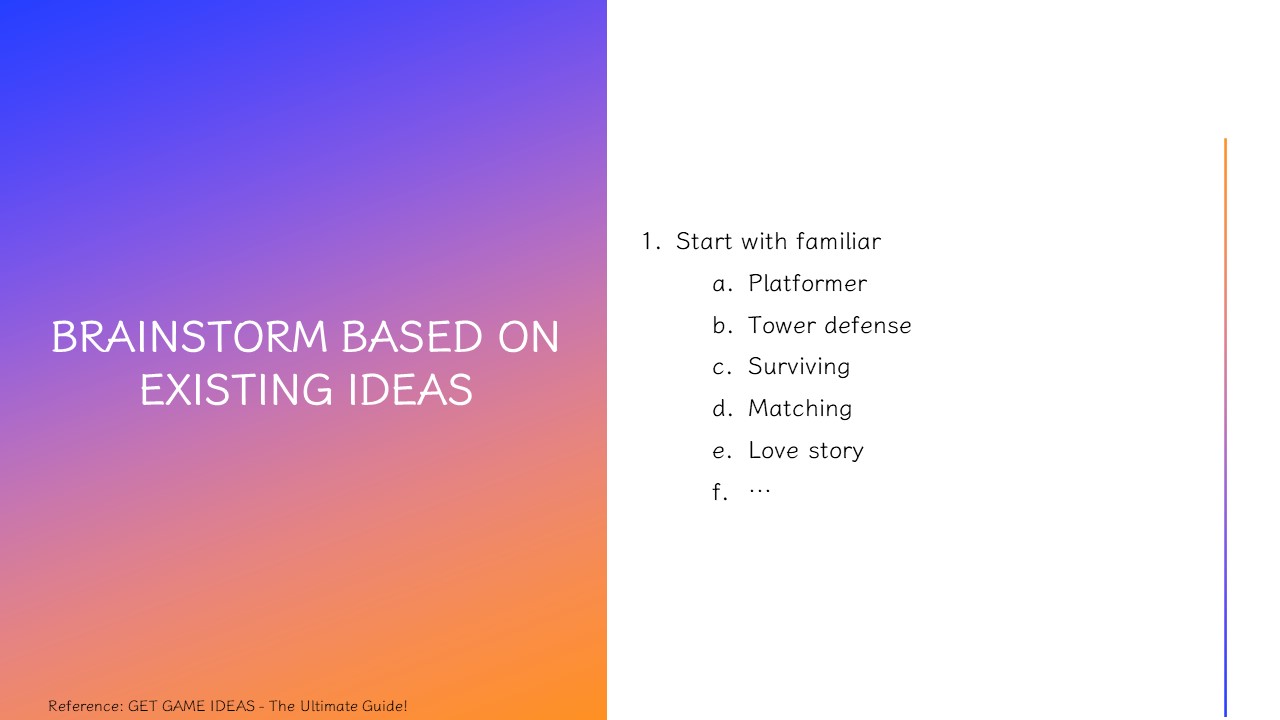 BRAINSTORM BASED ON
EXISTING IDEAS
1. Start with familiar
a. Platformer
b. Tower defense
c. Surviving
d. Matching
e. Love story
f. …
Reference: GET GAME IDEAS - The Ultimate Guide!